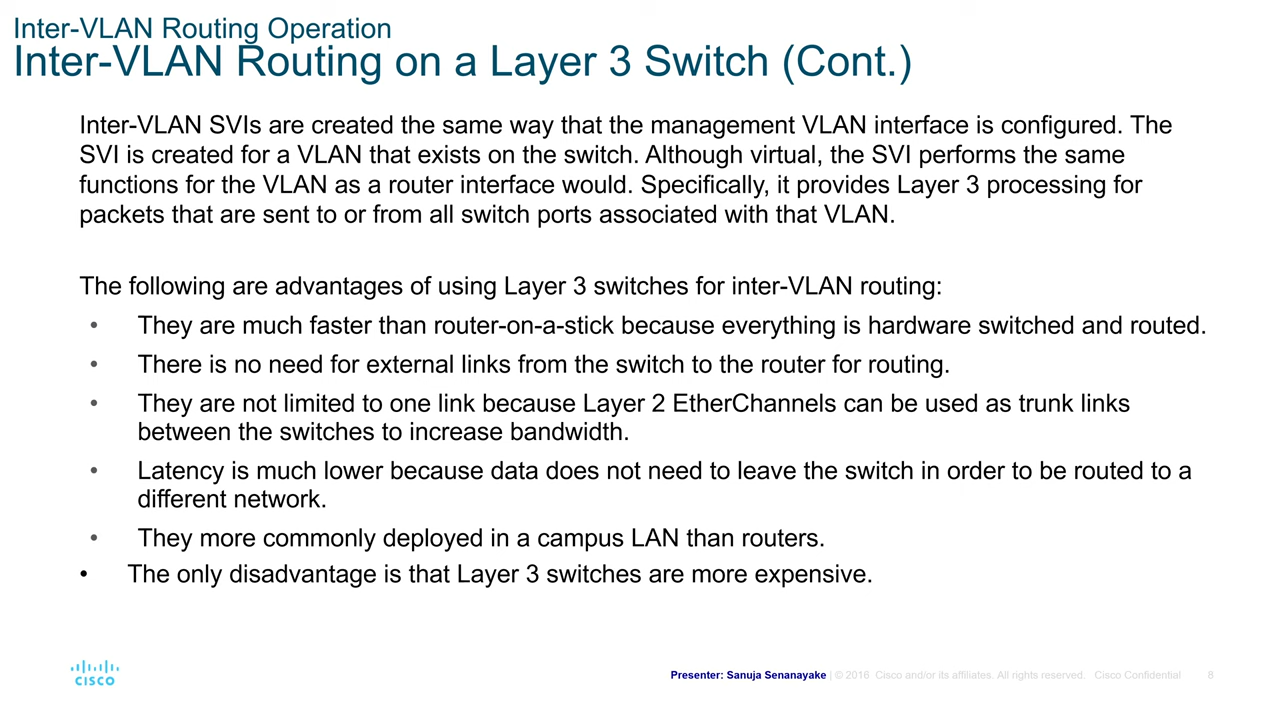 Inter-VLAN Routing Operation
Inter-VLAN Routing on a Layer 3 Switch (Cont.)
Inter-VLAN SVIs are created the same way that the management VLAN interface is configured. The
SVI is created for a VLAN that exists on the switch. Although virtual, the SVI performs the same
functions for the VLAN as a router interface would. Specifically, it provides Layer 3 processing for
packets that are sent to or from all switch ports associated with that VLAN.
The following are advantages of using Layer 3 switches for inter-VLAN routing:
• They are much faster than router-on-a-stick because everything is hardware switched and routed.
• There is no need for external links from the switch to the router for routing.
• They are not limited to one link because Layer 2 EtherChannels can be used as trunk links
between the switches to increase bandwidth.
• Latency is much lower because data does not need to leave the switch in order to be routed to a
different network.
• They more commonly deployed in a campus LAN than routers.
• The only disadvantage is that Layer 3 switches are more expensive.
CISCO
Presenter: Sanuja Senanayake | © 2016 Cisco and/or its affiliates. All rights reserved. Cisco Confidential 8